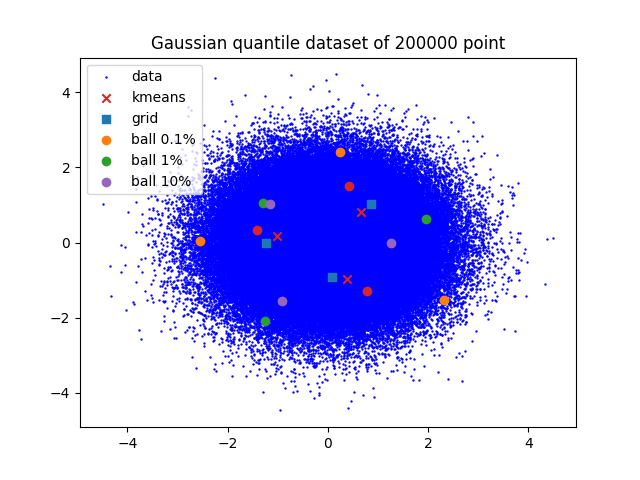 Gaussian quantile dataset of 200000 point
data
kmeans
grid
ball 0.1%
ball 1%
ball 10%
4
2
0
−2
−4
−4
−2
0
2
4